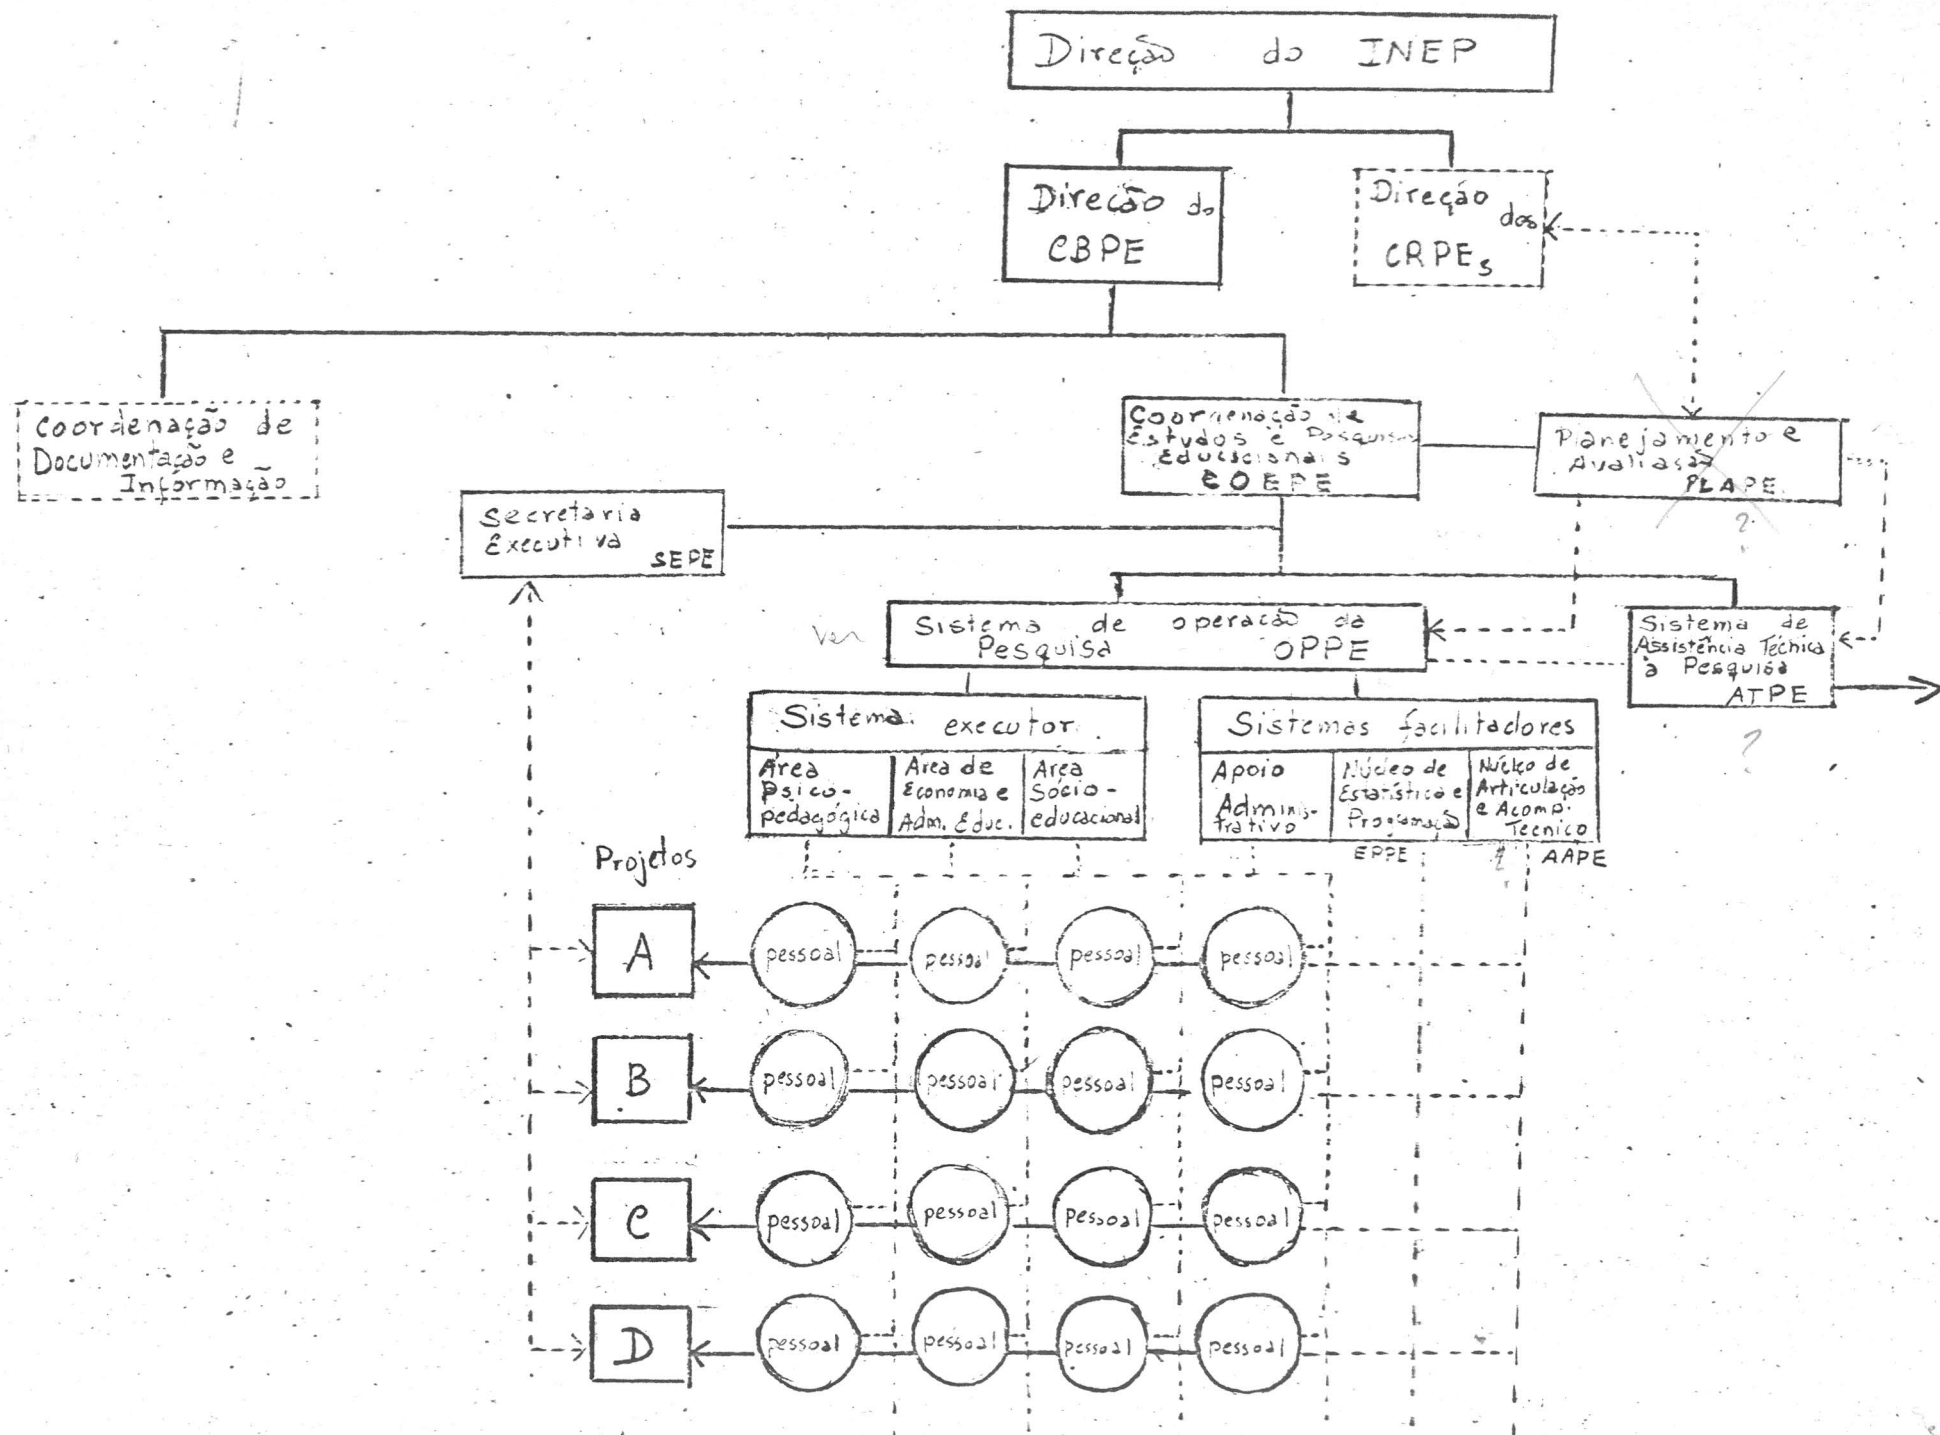 Direção do INEP
Direção do
CBPE
Direção dos
CRPEs
Coordenação de
Documentação e
Informação
Coordenação de
Estudos e Pesquisas
Educacionais
COEPE
Planejamento e
Avaliação
PLAPE
?
Secretaria
Executiva
SEPE
Ver
Sistema de operação da
Pesquisa OPPE
Sistema de
Assistência Técnica
à Pesquisa
ATPE
?
Sistema executor
Área
Psico-
pedagógica
Área de
Economia e
Adm. Educ.
Área
Sócio-
educacional
Sistemas facilitadores
Apoio
Adminis-
trativo
Núcleo de
Estatística e
Programação
EPPE
Núcleo de
Articulação
e Acomp.
Técnico
AAPE
Projetos
A pessoal pessoal pessoal pessoal
B pessoal pessoal pessoal pessoal
C pessoal pessoal pessoal pessoal
D pessoal pessoal pessoal pessoal